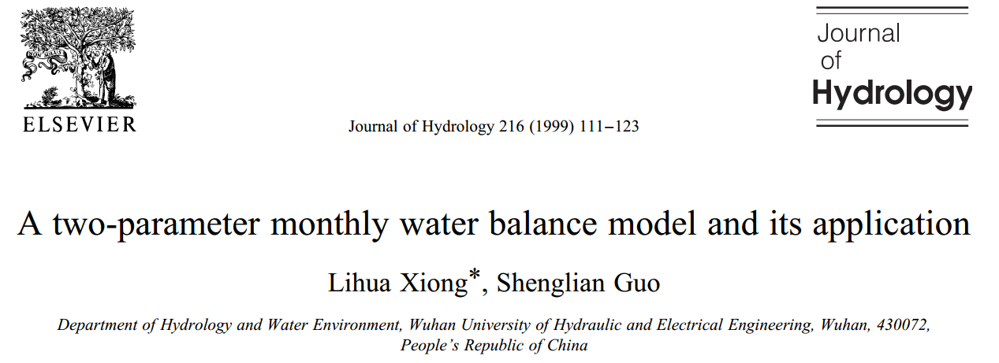 NON SOLUS
ELSEVIER
Journal of Hydrology 216 (1999) 111–123
Journal
of
Hydrology
A two-parameter monthly water balance model and its application
Lihua Xiong*, Shenglian Guo
Department of Hydrology and Water Environment, Wuhan University of Hydraulic and Electrical Engineering, Wuhan, 430072,
People's Republic of China